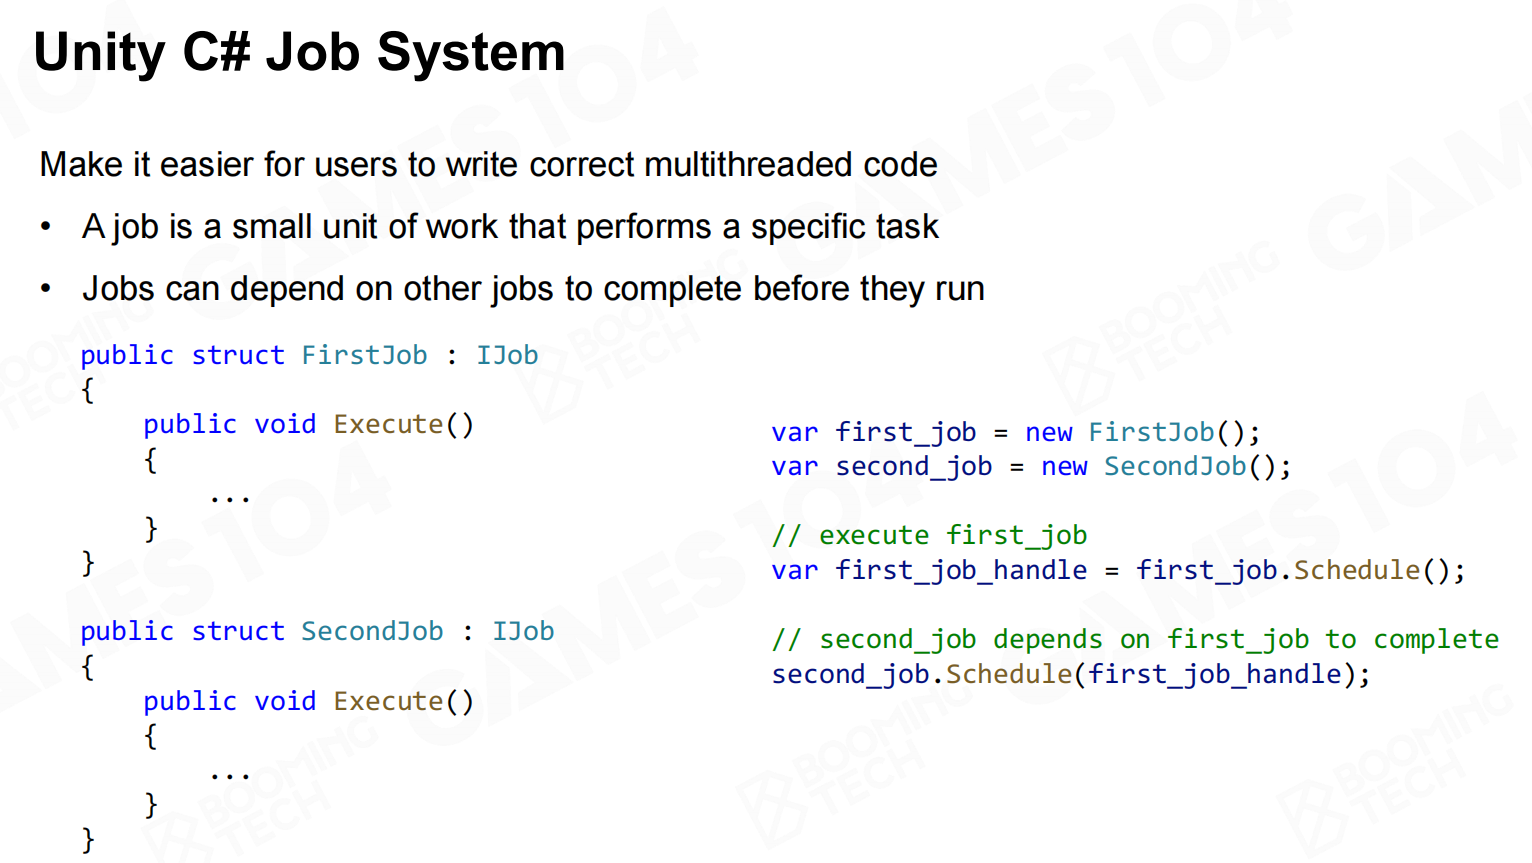 Unity C# Job System
Make it easier for users to write correct multithreaded code
• A job is a small unit of work that performs a specific task
• Jobs can depend on other jobs to complete before they run
public struct FirstJob : IJob
{
    public void Execute()
    {
        ...
    }
}
public struct SecondJob : IJob
{
    public void Execute()
    {
        ...
    }
}
var first_job = new FirstJob();
var second_job = new SecondJob();
// execute first_job
var first_job_handle = first_job.Schedule();
// second_job depends on first_job to complete
second_job.Schedule(first_job_handle);
GAMES 104
BOOMING
TECH